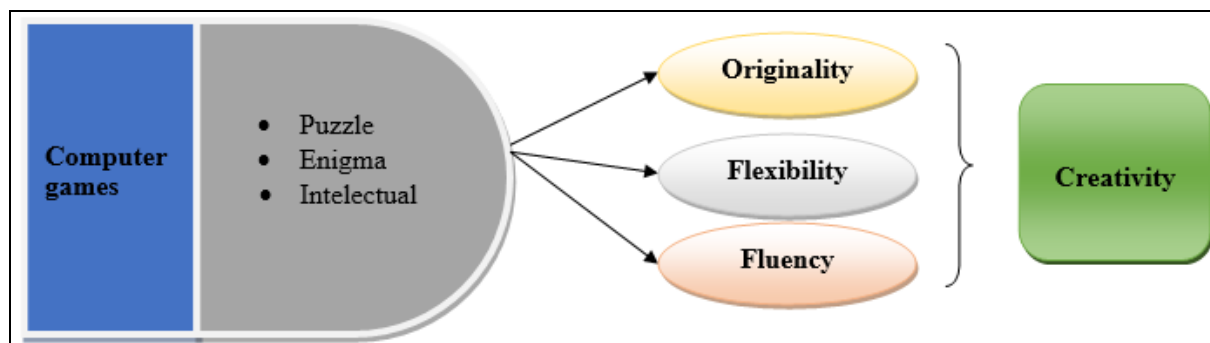 Computer
games
• Puzzle
• Enigma
• Intelectual
Originality
Flexibility
Fluency
Creativity